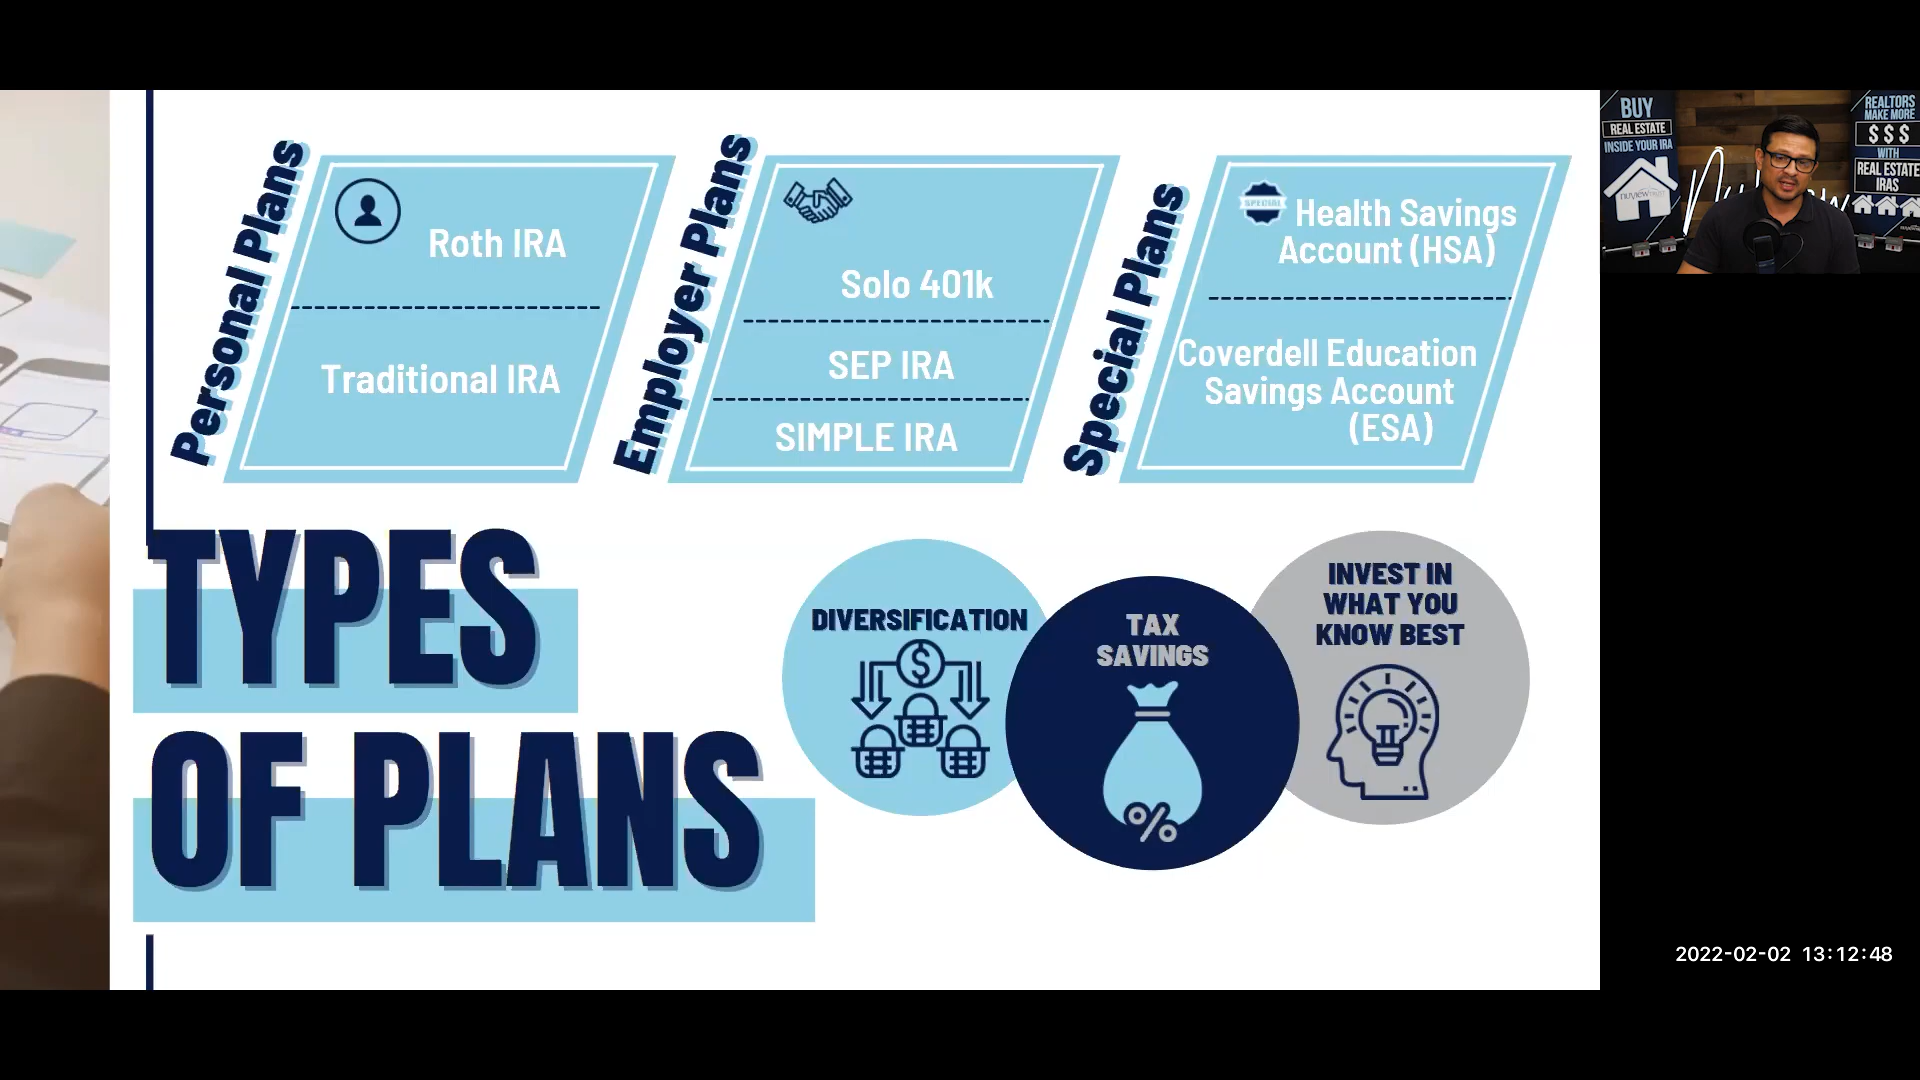 Personal Plans
Roth IRA
Traditional IRA
Employer Plans
Solo 401k
SEP IRA
SIMPLE IRA
Special Plans
SPECIAL
Health Savings
Account (HSA)
Coverdell Education
Savings Account
(ESA)
TYPES
OF PLANS
DIVERSIFICATION
$
TAX
SAVINGS
%
INVEST IN
WHAT YOU
KNOW BEST
BUY
REAL ESTATE
INSIDE YOUR IRA
REALTORS
MAKE MORE
$$$
WITH
REAL ESTATE
IRAS
2022-02-02 13:12:48